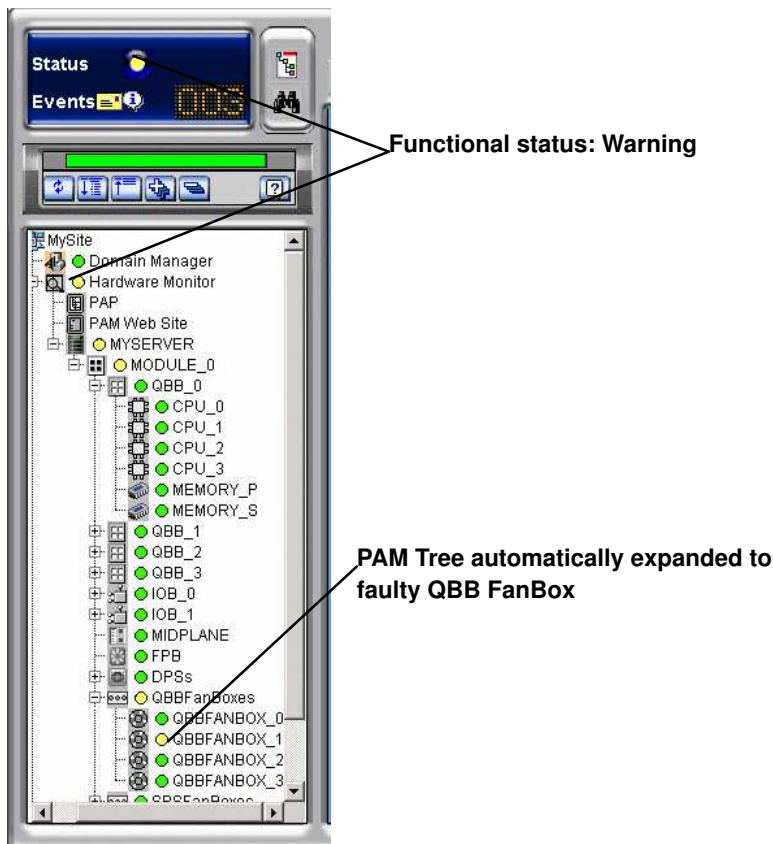 Status
Events
009
Functional status: Warning
MySite
Domain Manager
Hardware Monitor
PAP
PAM Web Site
MYSERVER
MODULE_0
QBB_0
CPU_0
CPU_1
CPU_2
CPU_3
MEMORY_P
MEMORY_S
QBB_1
QBB_2
QBB_3
IOB_0
IOB_1
MIDPLANE
FPB
DPSs
QBBFanBoxes
QBBFANBOX_0
QBBFANBOX_1
QBBFANBOX_2
QBBFANBOX_3
SPSFanBoxes
PAM Tree automatically expanded to
faulty QBB FanBox